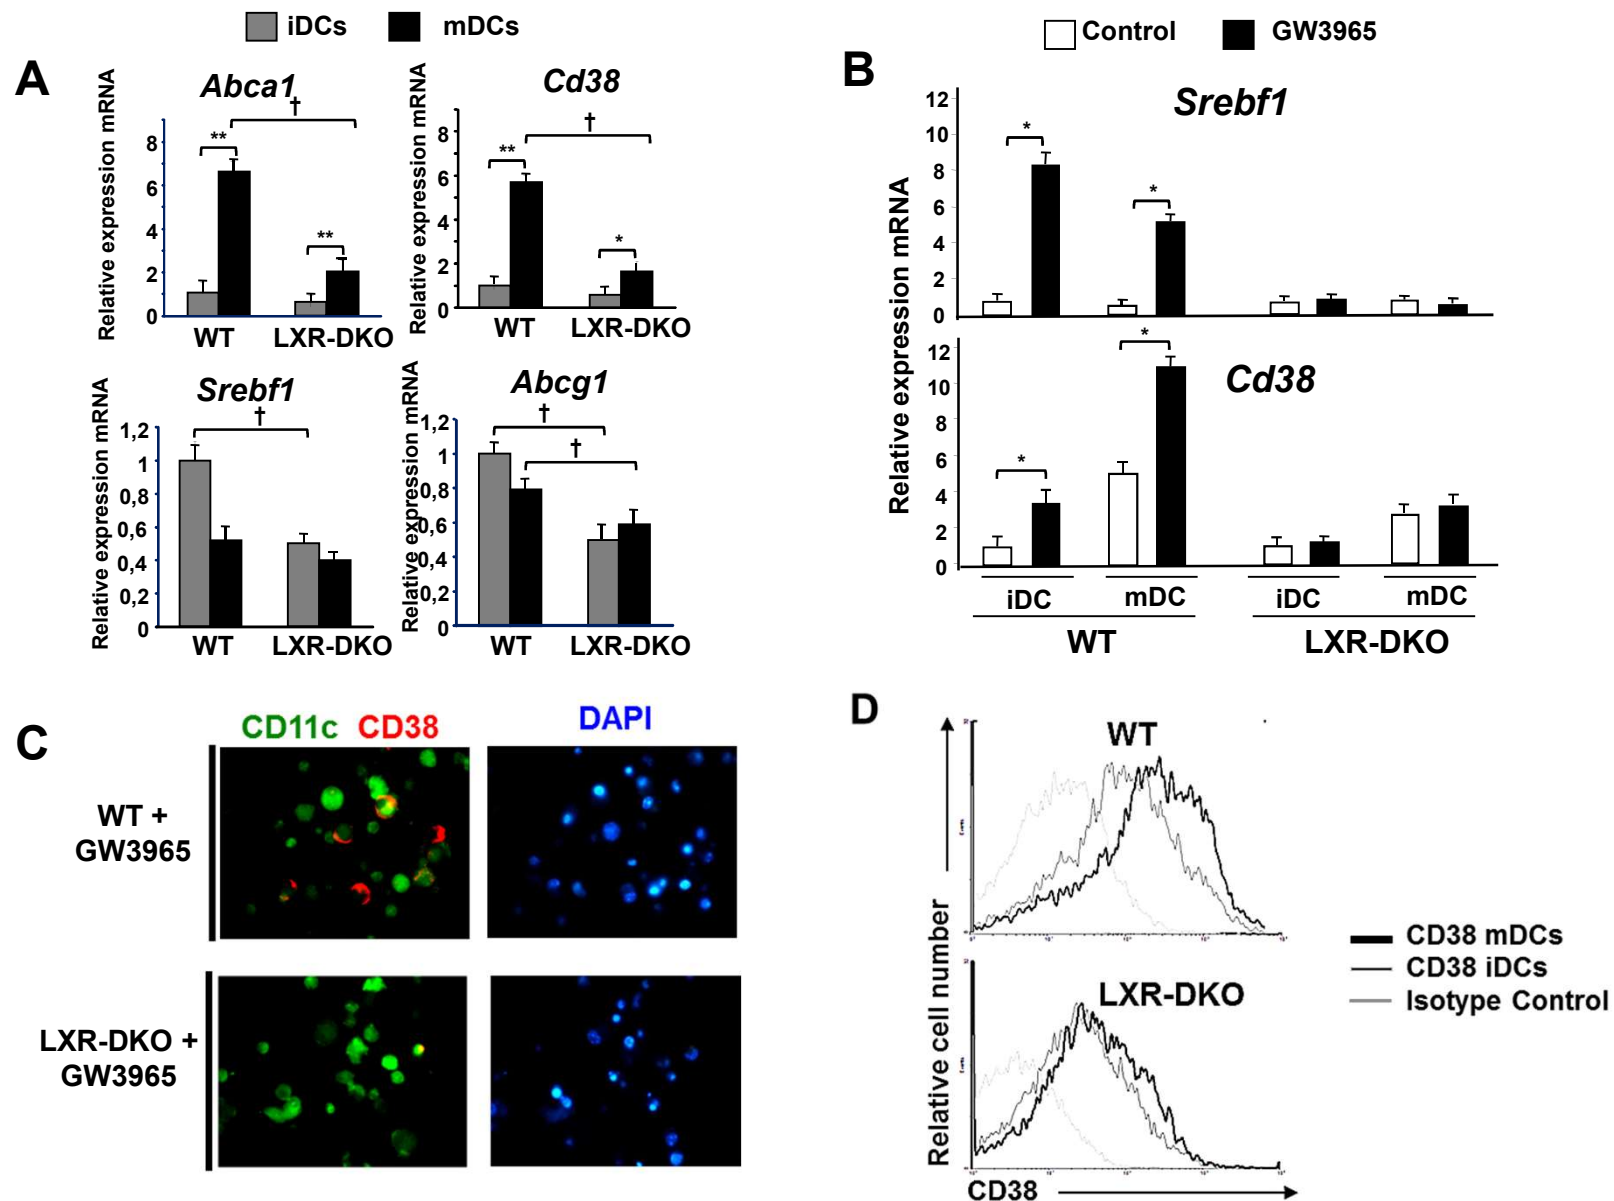 iDCs mDCs
A
Abca1
Relative expression mRNA
8
6
4
2
0
**
†
**
WT LXR-DKO
Cd38
Relative expression mRNA
8
6
4
2
0
**
†
*
WT LXR-DKO
Srebf1
Relative expression mRNA
1,2
1
0,8
0,6
0,4
0,2
0
†
WT LXR-DKO
Abcg1
Relative expression mRNA
1,2
1
0,8
0,6
0,4
0,2
0
†
†
WT LXR-DKO
Control GW3965
B
Srebf1
Relative expression mRNA
12
10
8
6
4
2
0
*
*
Cd38
12
10
8
6
4
2
0
*
*
iDC mDC iDC mDC
WT LXR-DKO
C
CD11c CD38 DAPI
WT +
GW3965
LXR-DKO +
GW3965
D
WT
LXR-DKO
Relative cell number
CD38
CD38 mDCs
CD38 iDCs
Isotype Control